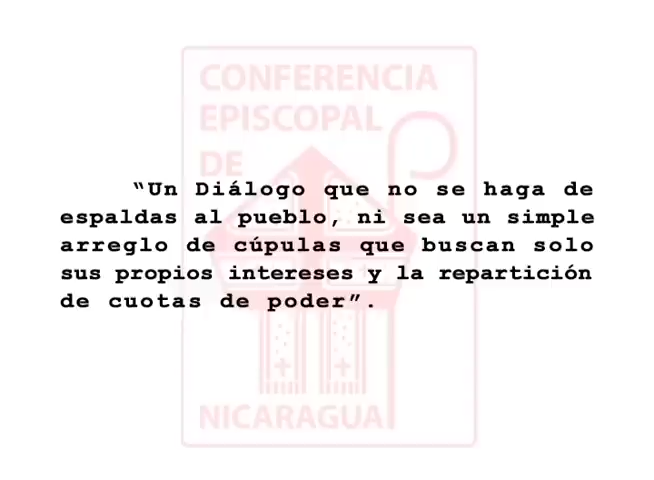 CONFERENCIA
EPISCOPAL
DE
“Un Diálogo que no se haga de
espaldas al pueblo, ni sea un simple
arreglo de cúpulas que buscan solo
sus propios intereses y la repartición
de cuotas de poder”.
NICARAGUA